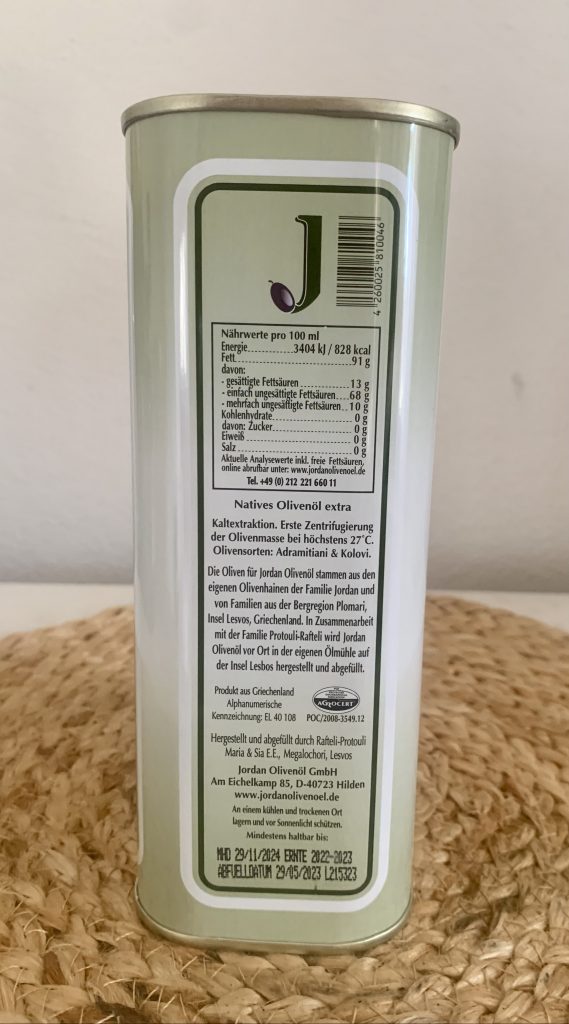 J
4 260025 810046
Nährwerte pro 100 ml
Energie..........3404 kJ / 828 kcal
Fett..........91 g
davon:
- gesättigte Fettsäuren..........13 g
- einfach ungesättigte Fettsäuren....68 g
- mehrfach ungesättigte Fettsäuren...10 g
Kohlenhydrate..........0 g
davon: Zucker..........0 g
Eiweiß..........0 g
Salz..........0 g
Aktuelle Analysewerte inkl. freie Fettsäuren,
online abrufbar unter: www.jordanolivenoel.de
Tel. +49 (0) 212 221 660 11
Natives Olivenöl extra
Kaltextraktion. Erste Zentrifugierung
der Olivenmasse bei höchstens 27°C.
Olivensorten: Adramitiani & Kolovi.
Die Oliven für Jordan Olivenöl stammen aus den
eigenen Olivenhainen der Familie Jordan und
von Familien aus der Bergregion Plomari,
Insel Lesvos, Griechenland. In Zusammenarbeit
mit der Familie Protouli-Rafteli wird Jordan
Olivenöl vor Ort in der eigenen Ölmühle auf
der Insel Lesbos hergestellt und abgefüllt.
Produkt aus Griechenland
Alphanumerische
Kennzeichnung: EL 40 108
AGROCERT
POC/2008-3549.12
Hergestellt und abgefüllt durch Rafteli-Protouli
Maria & Sia E.E., Megalochori, Lesvos
Jordan Olivenöl GmbH
Am Eichelkamp 85, D-40723 Hilden
www.jordanolivenoel.de
An einem kühlen und trockenen Ort
lagern und vor Sonnenlicht schützen.
Mindestens haltbar bis:
MHD 29/11/2024 ERNTE 2022-2023
ABFUELLDATUM 29/05/2023 L215323